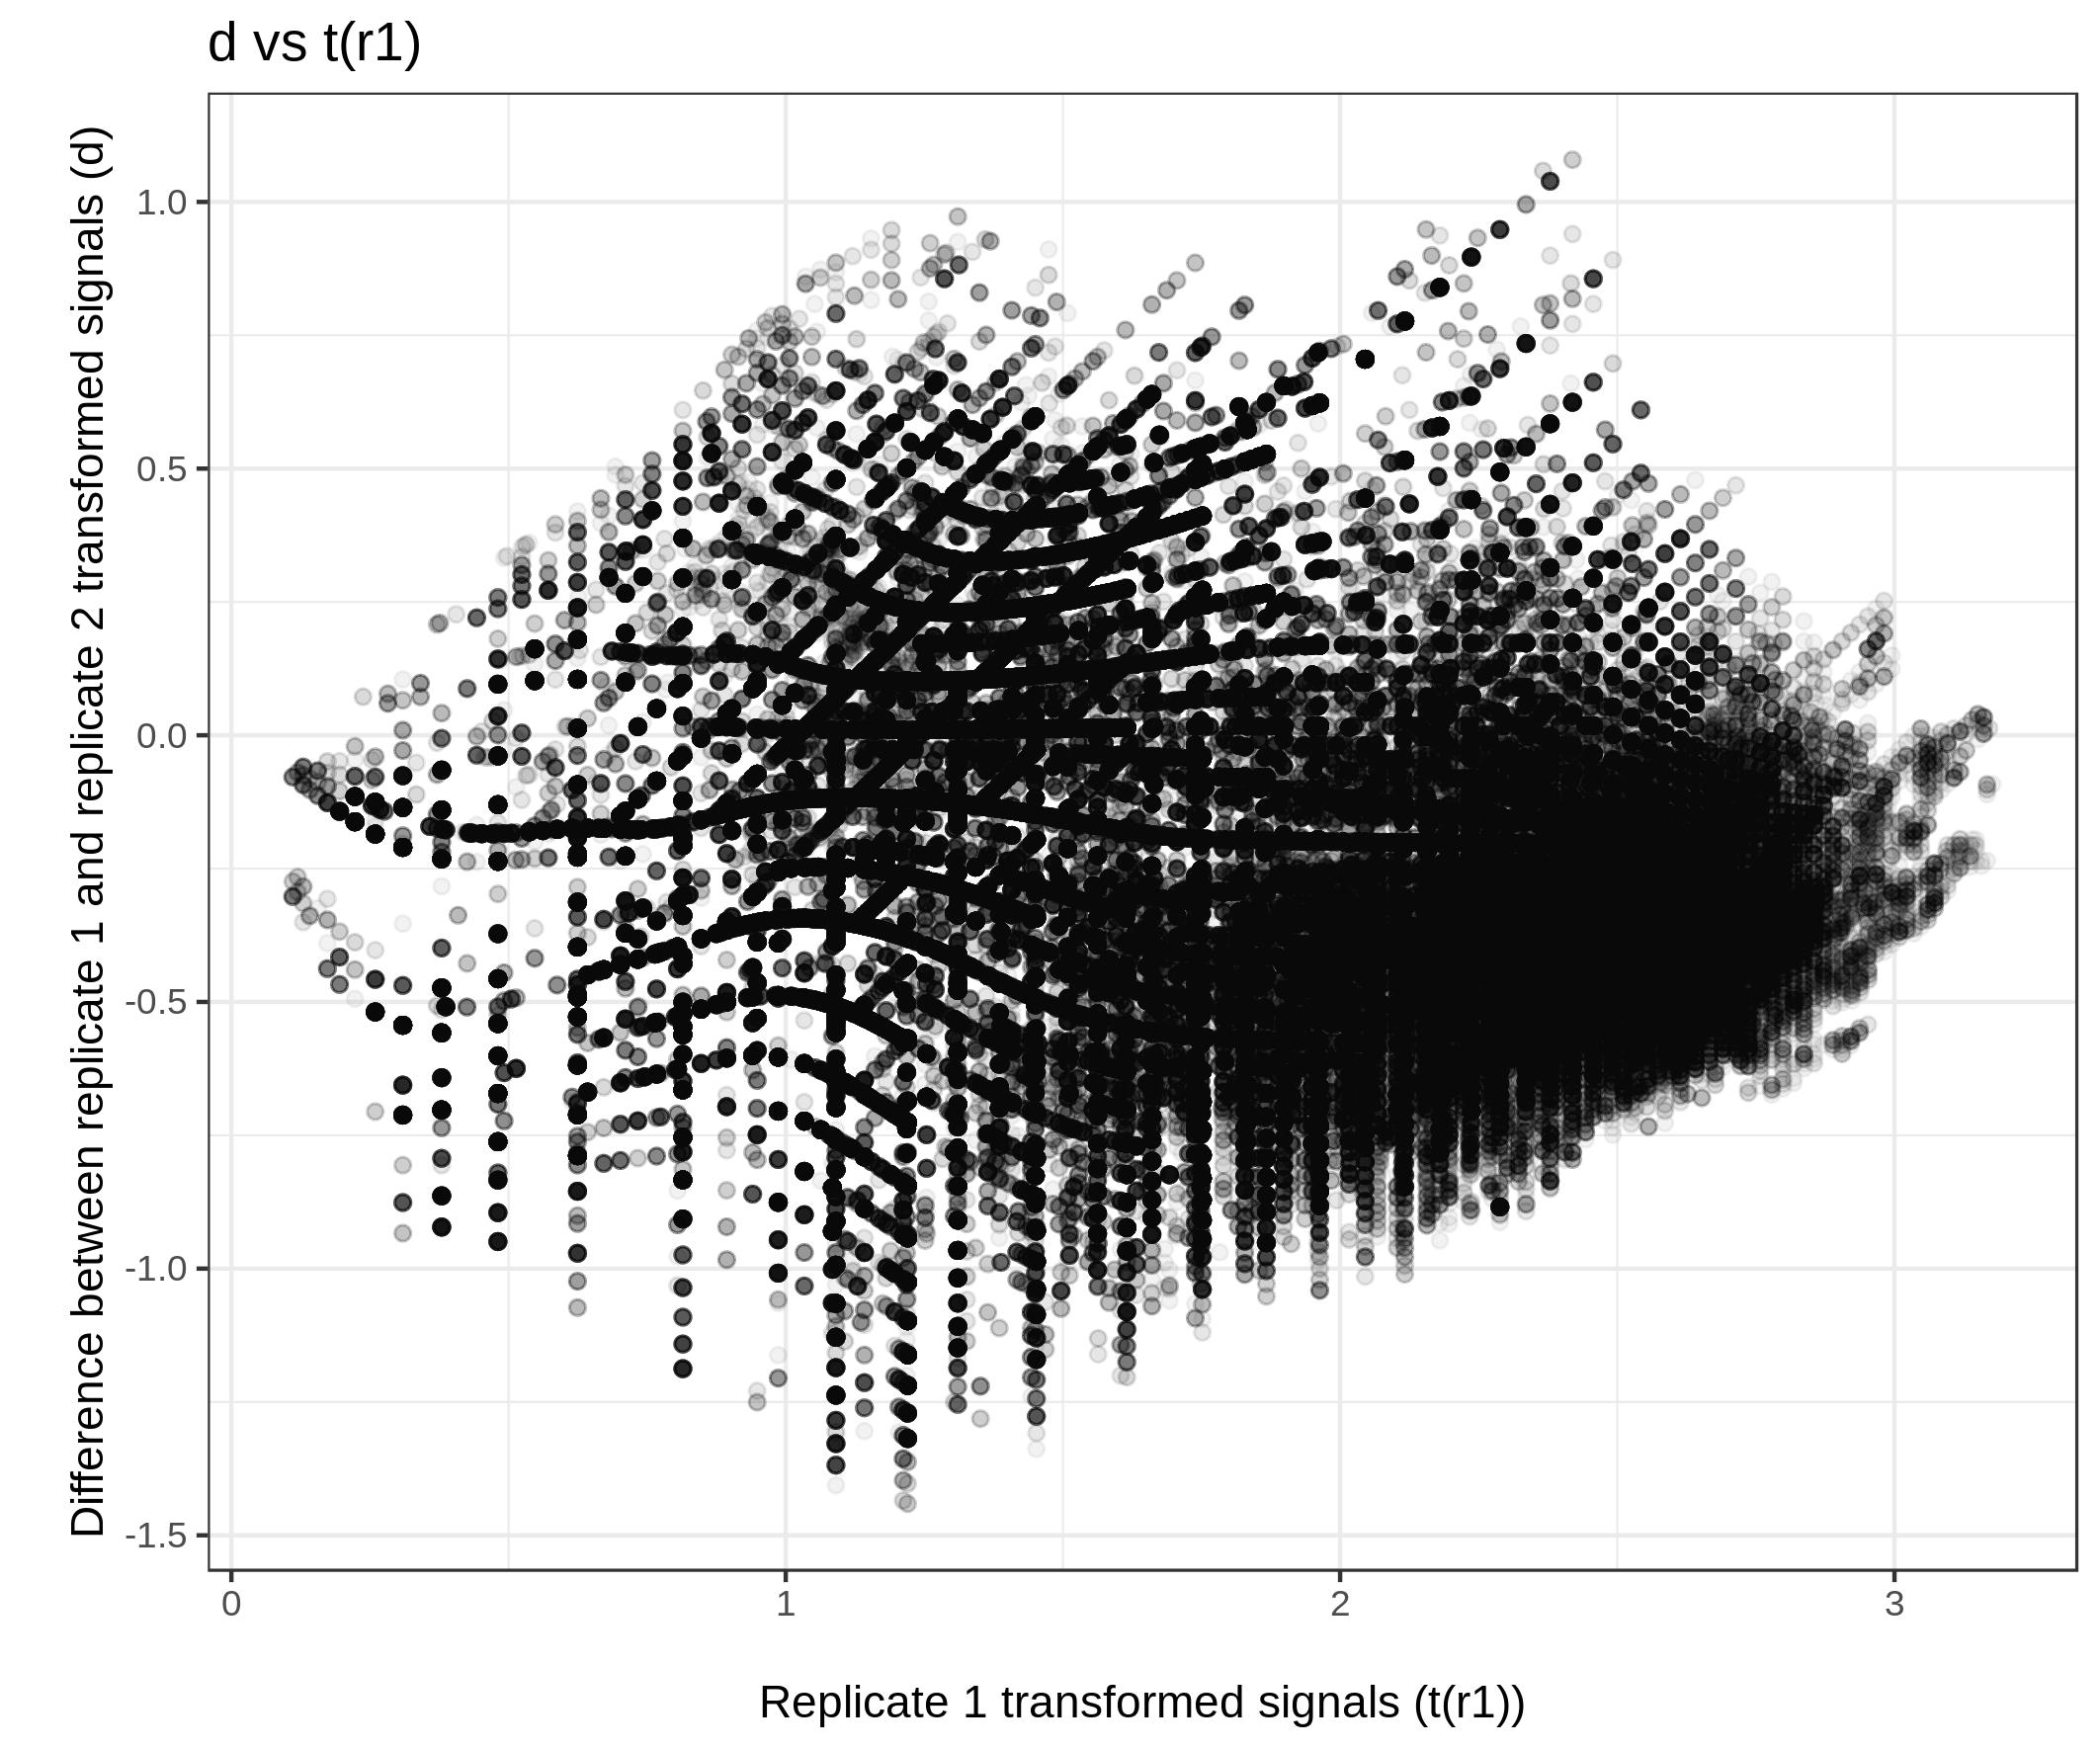 d vs t(r1)
Difference between replicate 1 and replicate 2 transformed signals (d)
1.0
0.5
0.0
-0.5
-1.0
-1.5
0 1 2 3
Replicate 1 transformed signals (t(r1))